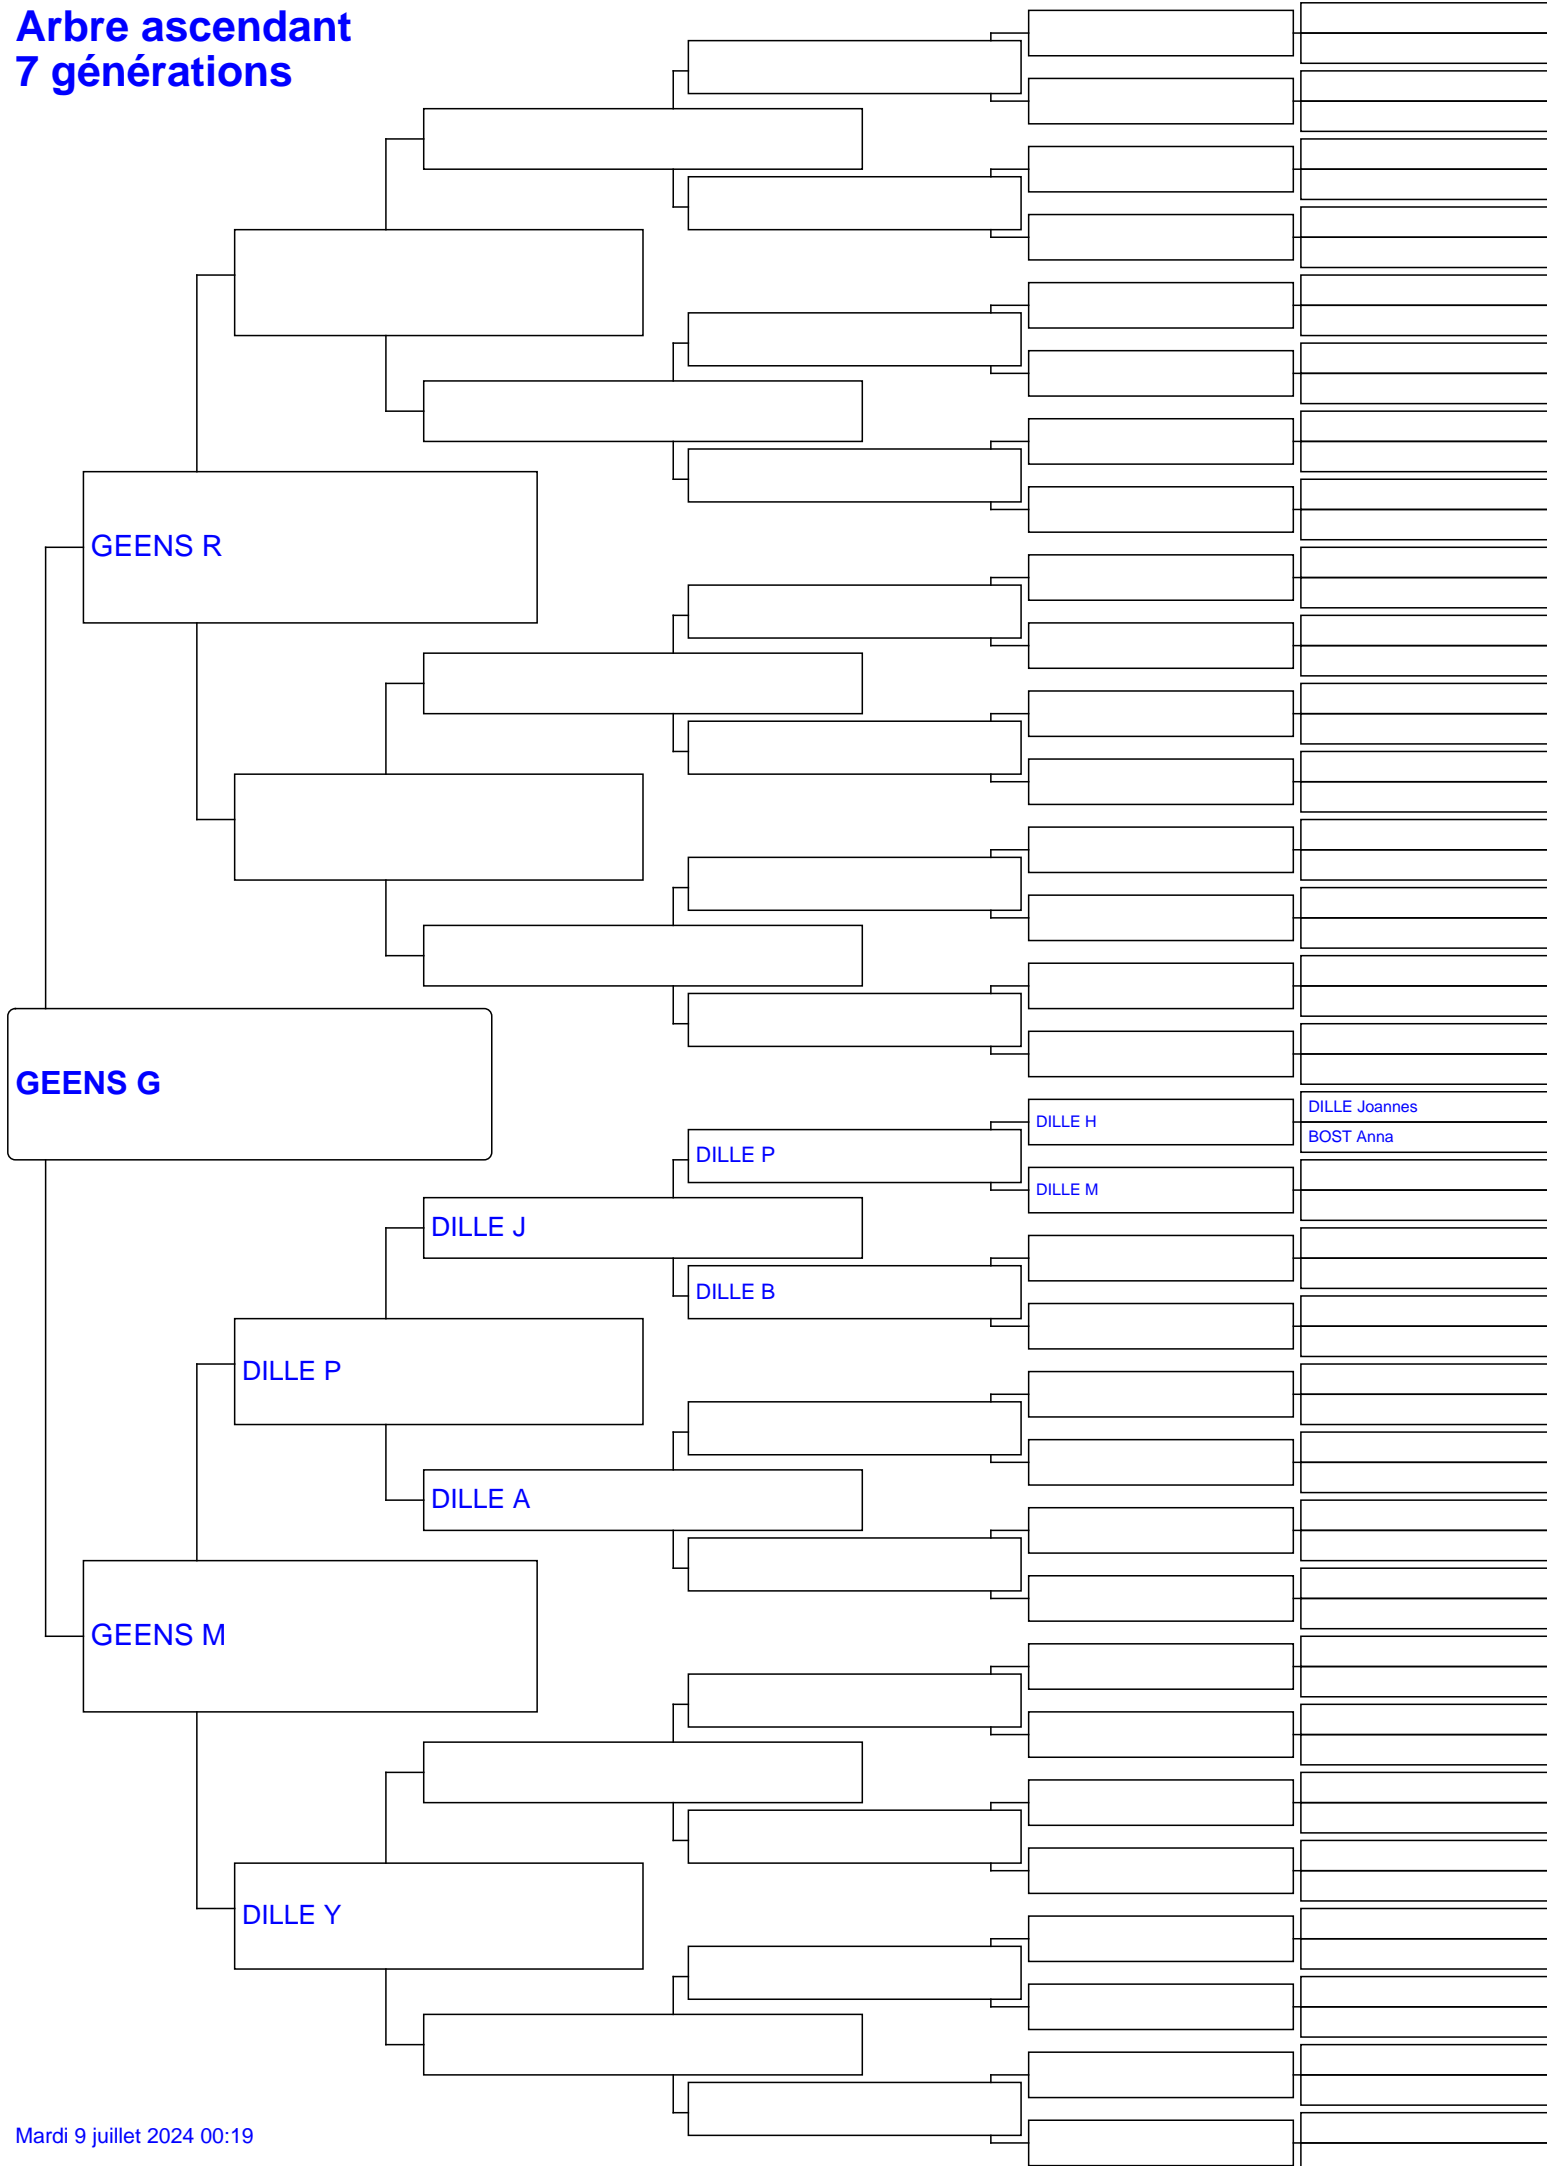 Arbre ascendant
7 générations
GEENS R
GEENS G
DILLE Joannes
DILLE H
BOST Anna
DILLE P
DILLE M
DILLE J
DILLE B
DILLE P
DILLE A
GEENS M
DILLE Y
Mardi 9 juillet 2024 00:19